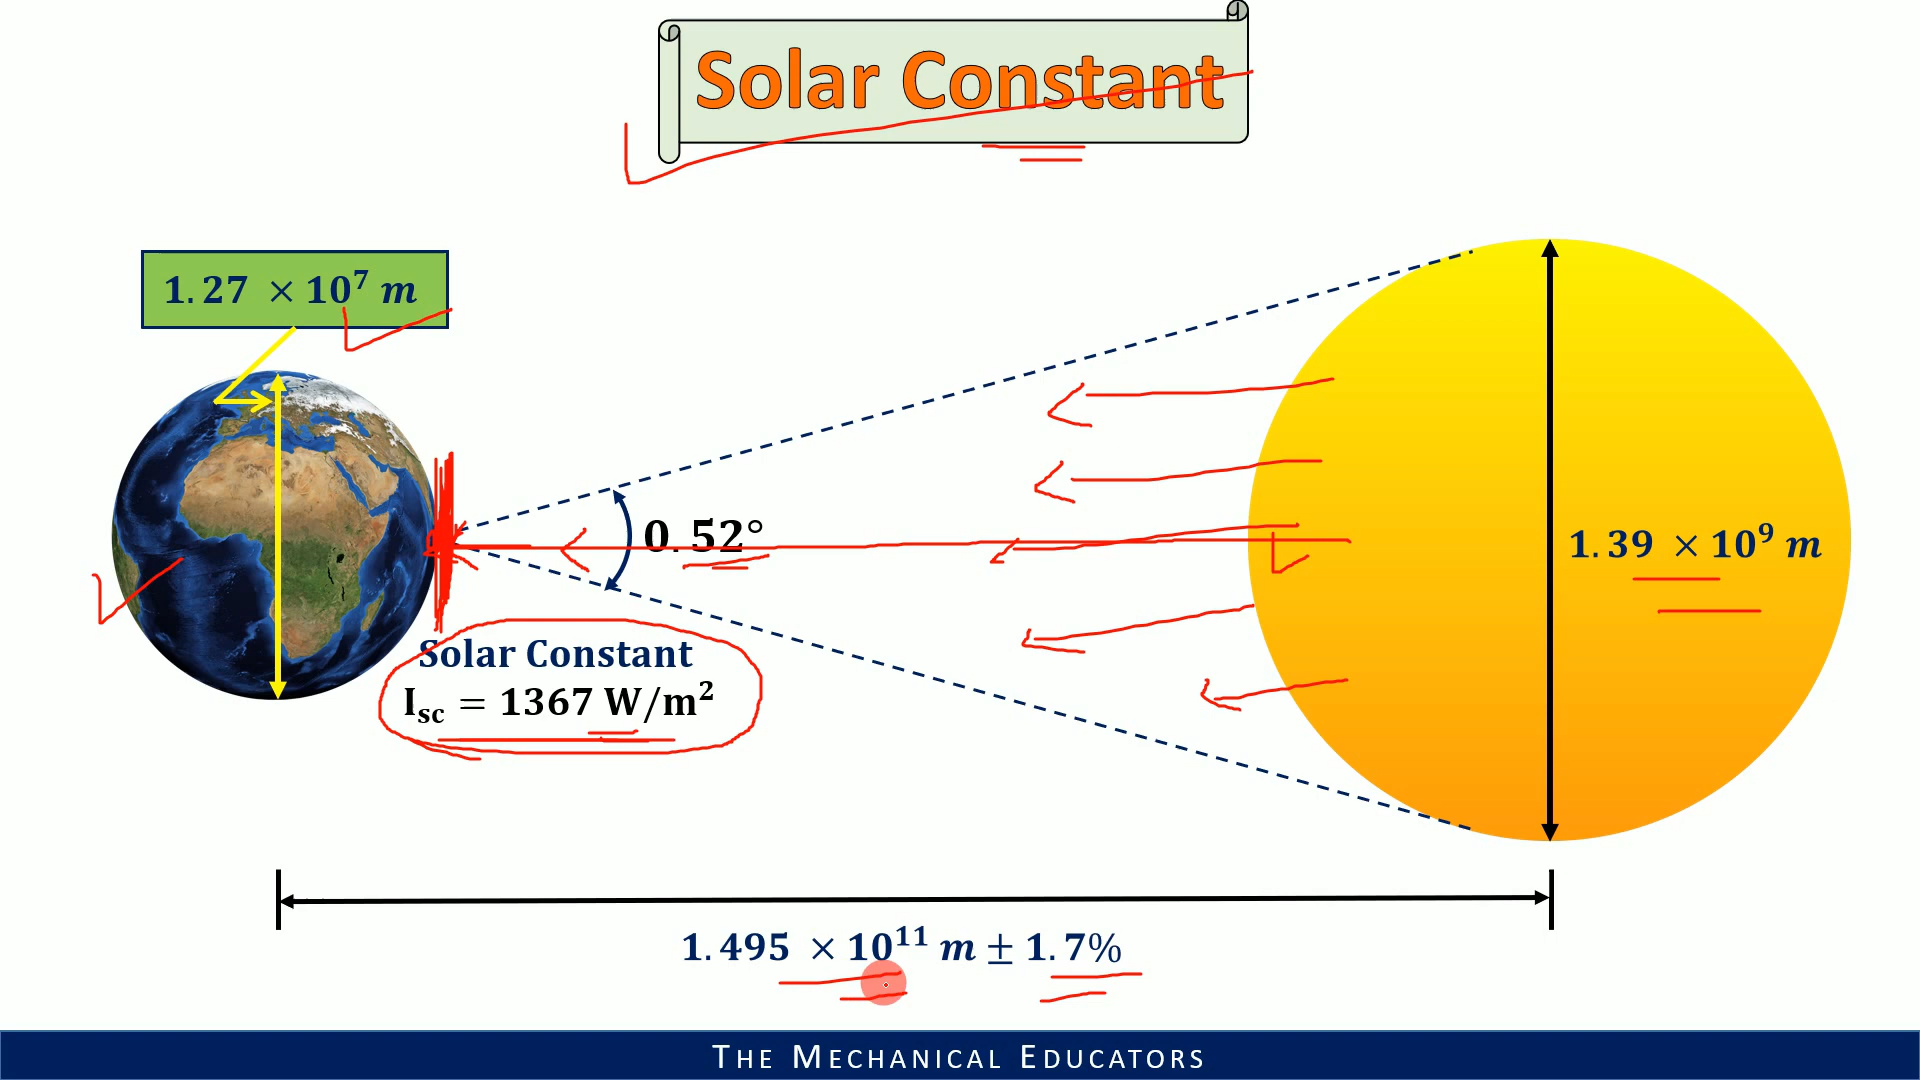 Solar Constant
1.27 × 10⁷ m
0.52°
1.39 × 10⁹ m
Solar Constant
Isc = 1367 W/m²
1.495 × 10¹¹ m ± 1.7%
THE MECHANICAL EDUCATORS